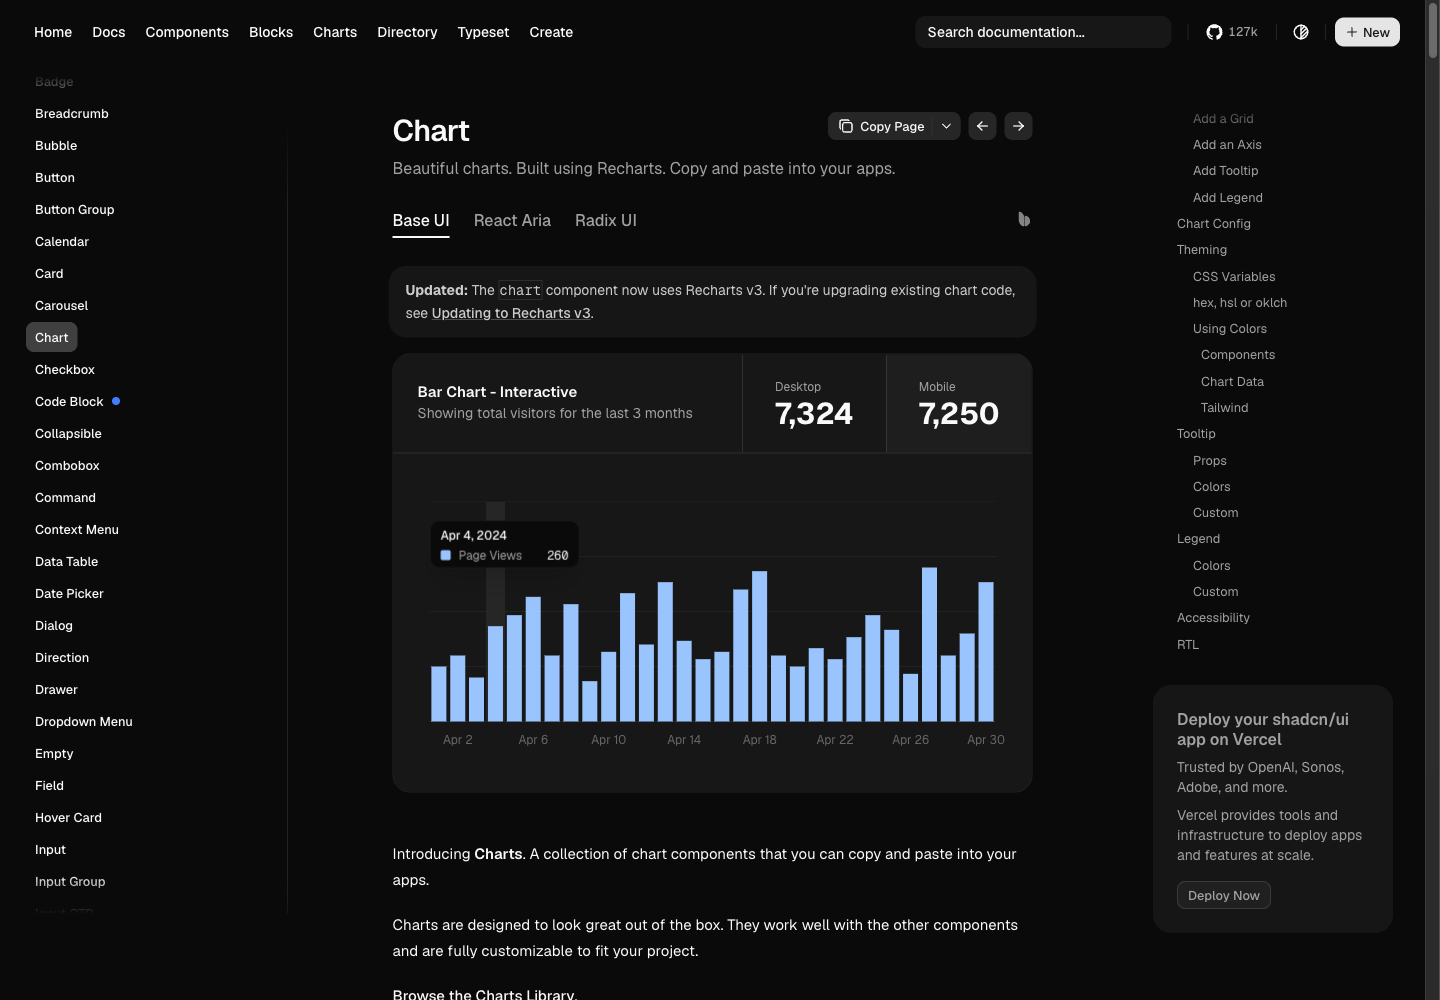 Home Docs Components Blocks Charts Directory Typeset Create
Search documentation...
127k
New
Badge
Breadcrumb
Bubble
Button
Button Group
Calendar
Card
Carousel
Chart
Checkbox
Code Block
Collapsible
Combobox
Command
Context Menu
Data Table
Date Picker
Dialog
Direction
Drawer
Dropdown Menu
Empty
Field
Hover Card
Input
Input Group
Input OTP
Chart
Copy Page
Beautiful charts. Built using Recharts. Copy and paste into your apps.
Base UI React Aria Radix UI
Updated: The chart component now uses Recharts v3. If you're upgrading existing chart code,
see Updating to Recharts v3.
Bar Chart - Interactive
Showing total visitors for the last 3 months
Desktop
7,324
Mobile
7,250
Apr 4, 2024
Page Views 260
Apr 2 Apr 6 Apr 10 Apr 14 Apr 18 Apr 22 Apr 26 Apr 30
Introducing Charts. A collection of chart components that you can copy and paste into your
apps.
Charts are designed to look great out of the box. They work well with the other components
and are fully customizable to fit your project.
Browse the Charts Library.
Add a Grid
Add an Axis
Add Tooltip
Add Legend
Chart Config
Theming
CSS Variables
hex, hsl or oklch
Using Colors
Components
Chart Data
Tailwind
Tooltip
Props
Colors
Custom
Legend
Colors
Custom
Accessibility
RTL
Deploy your shadcn/ui
app on Vercel
Trusted by OpenAI, Sonos,
Adobe, and more.
Vercel provides tools and
infrastructure to deploy apps
and features at scale.
Deploy Now